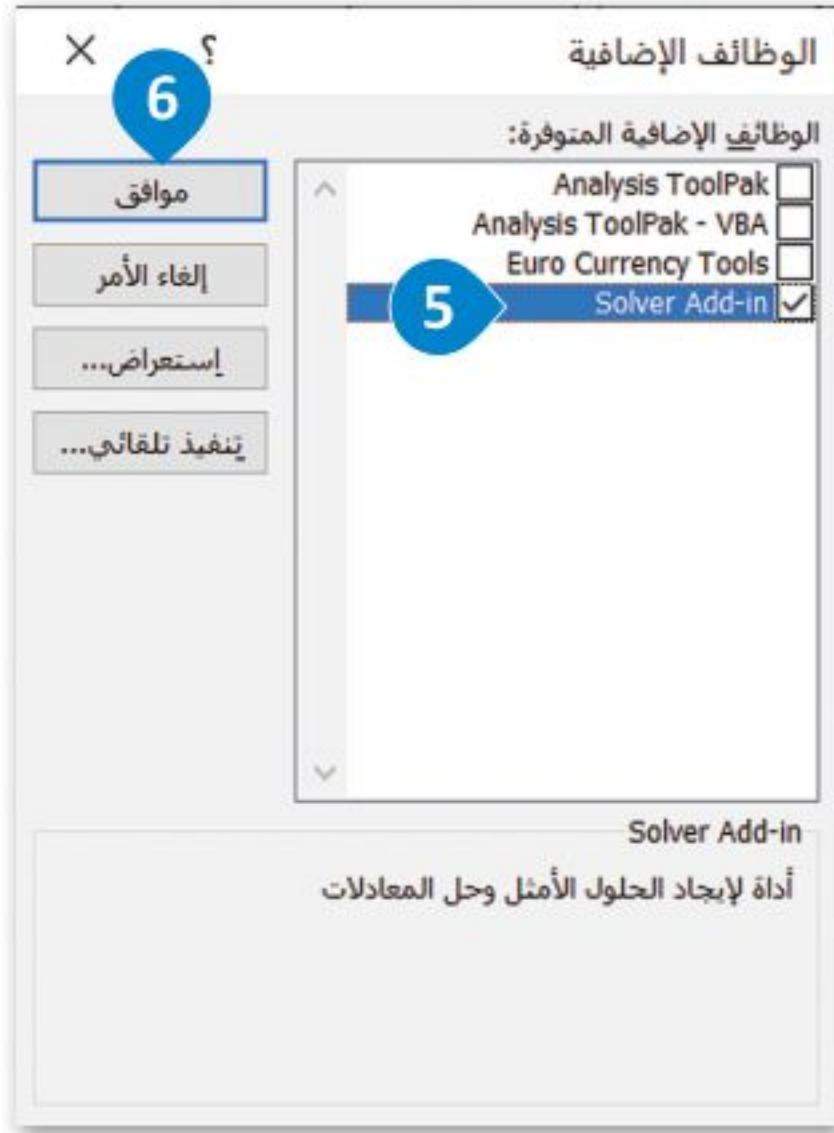 الوظائف الإضافية
؟
6
الوظائف الإضافية المتوفرة:
Analysis ToolPak
Analysis ToolPak - VBA
Euro Currency Tools
Solver Add-in
5
موافق
إلغاء الأمر
إستعراض...
تنفيذ تلقائي...
Solver Add-in
أداة لإيجاد الحلول الأمثل وحل المعادلات